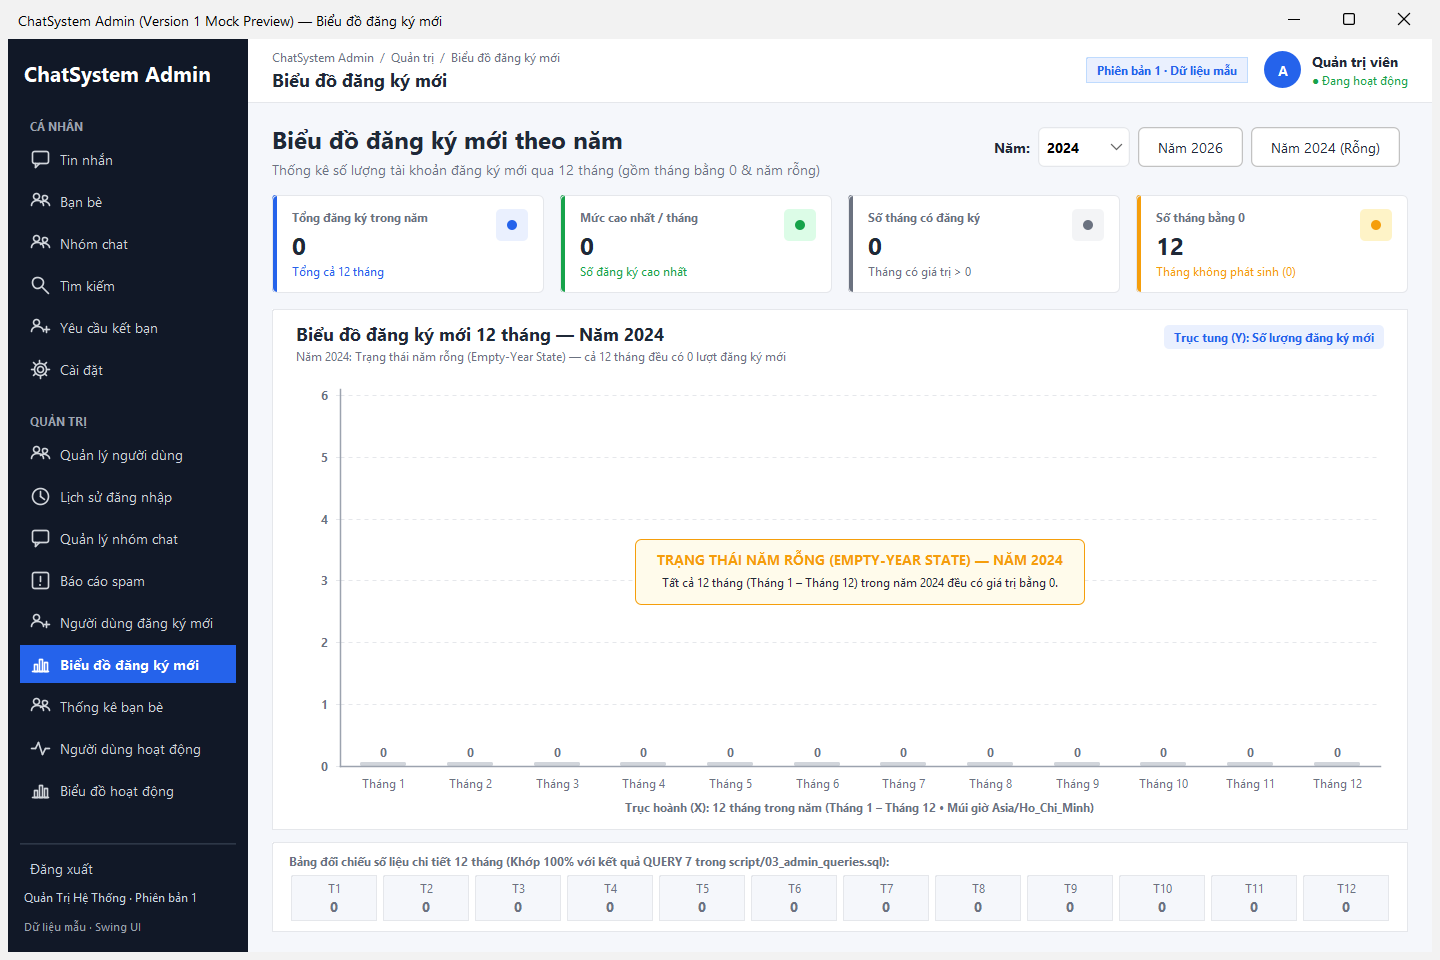 ChatSystem Admin (Version 1 Mock Preview) — Biểu đồ đăng ký mới
ChatSystem Admin
CÁ NHÂN
Tin nhắn
Bạn bè
Nhóm chat
Tìm kiếm
Yêu cầu kết bạn
Cài đặt
QUẢN TRỊ
Quản lý người dùng
Lịch sử đăng nhập
Quản lý nhóm chat
Báo cáo spam
Người dùng đăng ký mới
Biểu đồ đăng ký mới
Thống kê bạn bè
Người dùng hoạt động
Biểu đồ hoạt động
Đăng xuất
Quản Trị Hệ Thống · Phiên bản 1
Dữ liệu mẫu · Swing UI
ChatSystem Admin / Quản trị / Biểu đồ đăng ký mới
Biểu đồ đăng ký mới
Phiên bản 1 · Dữ liệu mẫu
A
Quản trị viên
● Đang hoạt động
Biểu đồ đăng ký mới theo năm
Thống kê số lượng tài khoản đăng ký mới qua 12 tháng (gồm tháng bằng 0 & năm rỗng)
Năm: 2024 Năm 2026 Năm 2024 (Rỗng)
Tổng đăng ký trong năm
0
Tổng cả 12 tháng
Mức cao nhất / tháng
0
Số đăng ký cao nhất
Số tháng có đăng ký
0
Tháng có giá trị > 0
Số tháng bằng 0
12
Tháng không phát sinh (0)
Biểu đồ đăng ký mới 12 tháng — Năm 2024
Năm 2024: Trạng thái năm rỗng (Empty-Year State) — cả 12 tháng đều có 0 lượt đăng ký mới
Trục tung (Y): Số lượng đăng ký mới
6
5
4
3
2
1
0
TRẠNG THÁI NĂM RỖNG (EMPTY-YEAR STATE) — NĂM 2024
Tất cả 12 tháng (Tháng 1 – Tháng 12) trong năm 2024 đều có giá trị bằng 0.
0 0 0 0 0 0 0 0 0 0 0 0
Tháng 1 Tháng 2 Tháng 3 Tháng 4 Tháng 5 Tháng 6 Tháng 7 Tháng 8 Tháng 9 Tháng 10 Tháng 11 Tháng 12
Trục hoành (X): 12 tháng trong năm (Tháng 1 – Tháng 12 • Múi giờ Asia/Ho_Chi_Minh)
Bảng đối chiếu số liệu chi tiết 12 tháng (Khớp 100% với kết quả QUERY 7 trong script/03_admin_queries.sql):
T1 T2 T3 T4 T5 T6 T7 T8 T9 T10 T11 T12
0 0 0 0 0 0 0 0 0 0 0 0